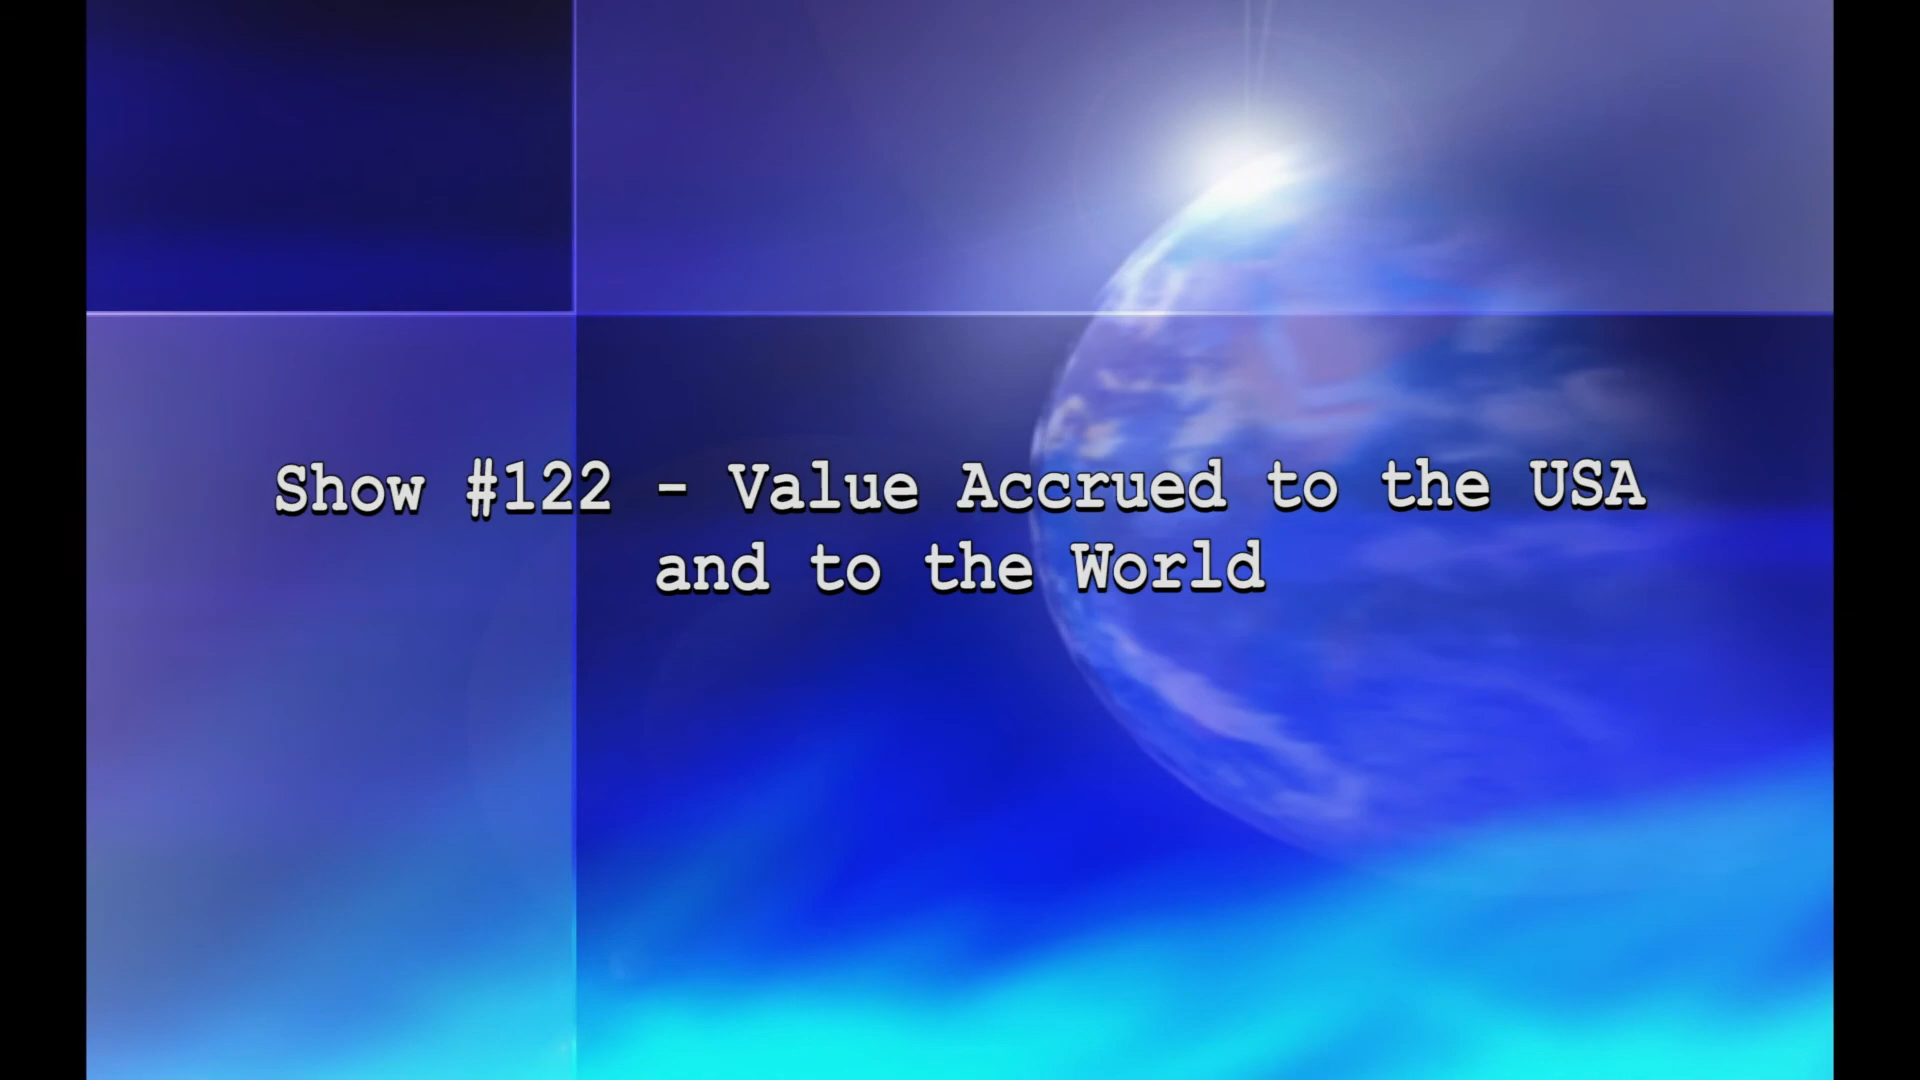 Show #122 - Value Accrued to the USA
and to the World